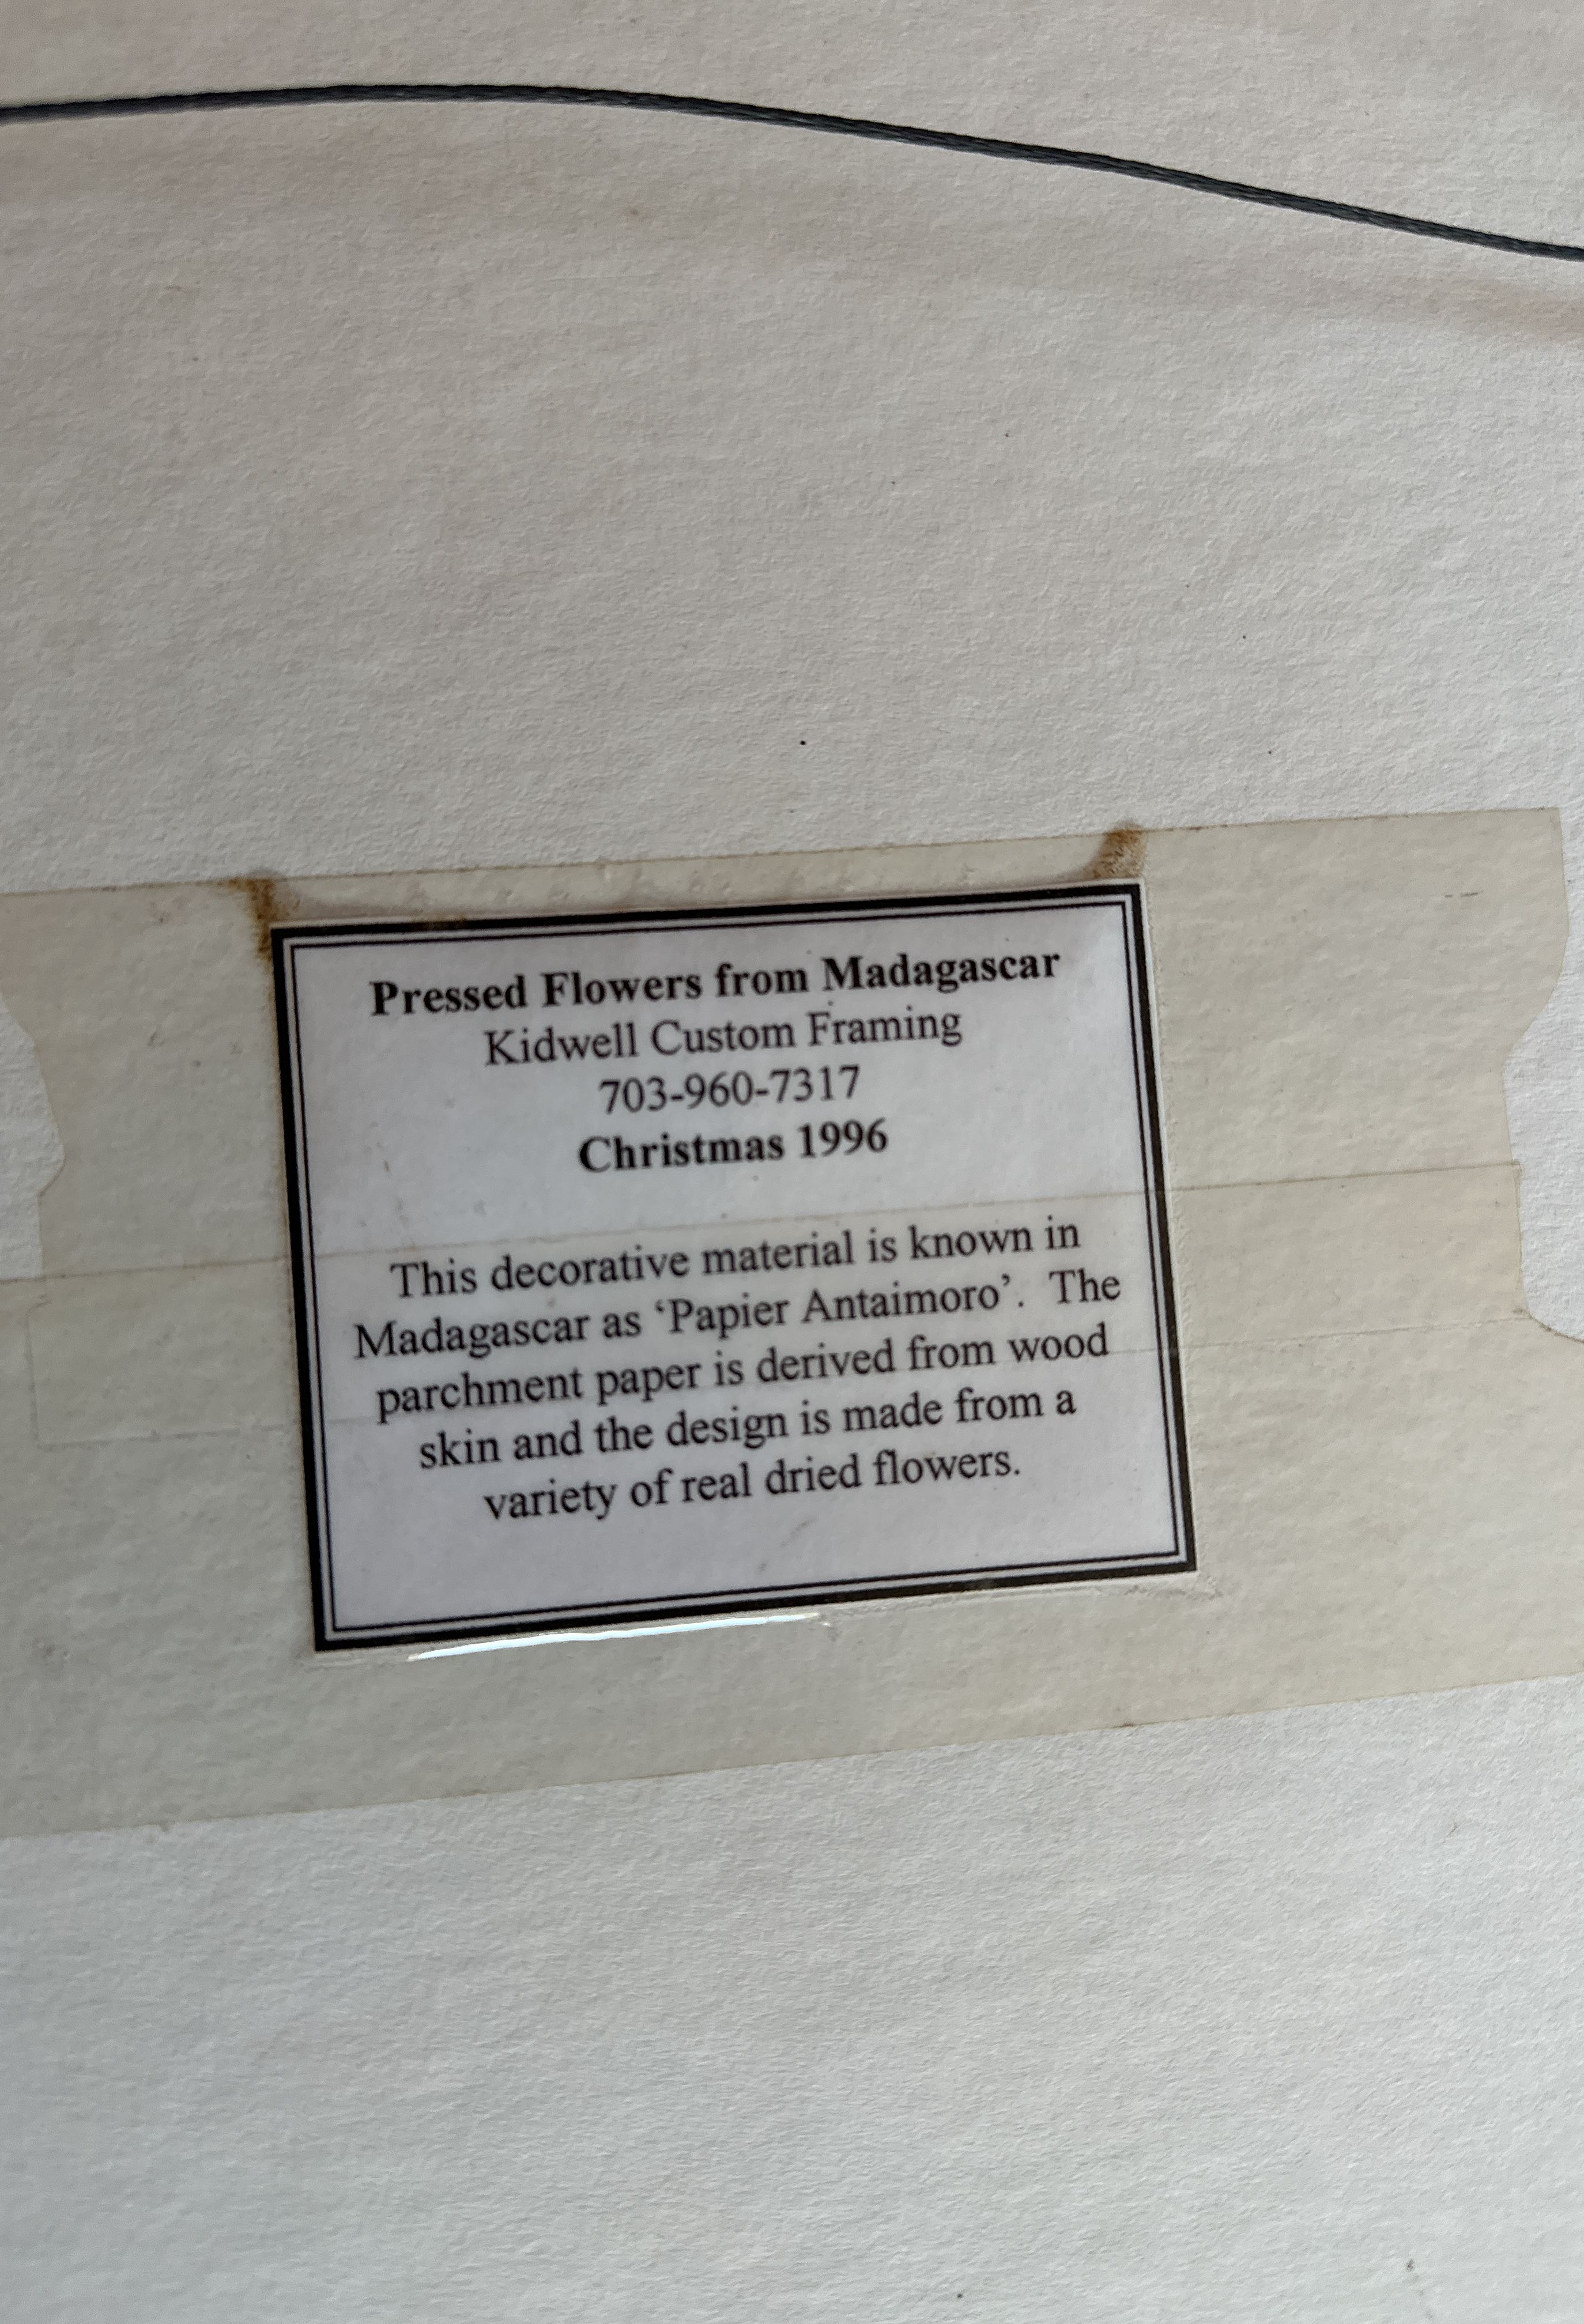 Pressed Flowers from Madagascar
Kidwell Custom Framing
703-960-7317
Christmas 1996
This decorative material is known in
Madagascar as ‘Papier Antaimoro’. The
parchment paper is derived from wood
skin and the design is made from a
variety of real dried flowers.